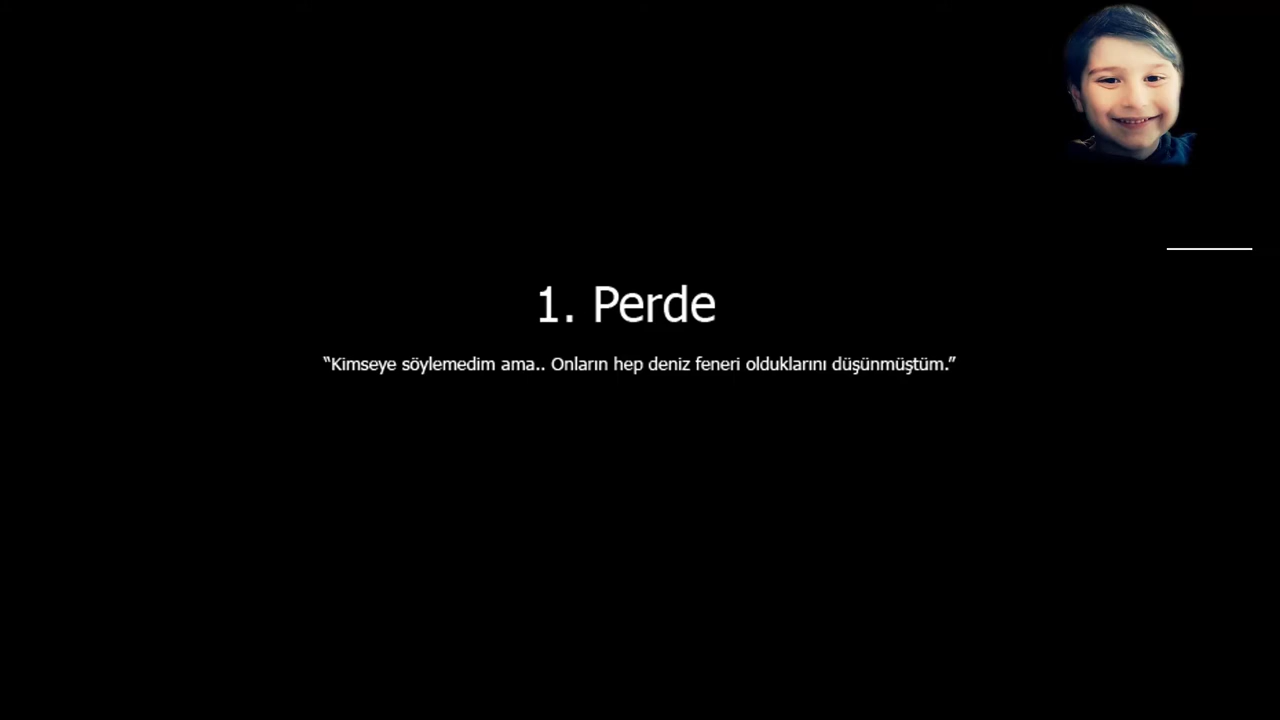 1. Perde
“Kimseye söylemedim ama.. Onların hep deniz feneri olduklarını düşünmüştüm.”